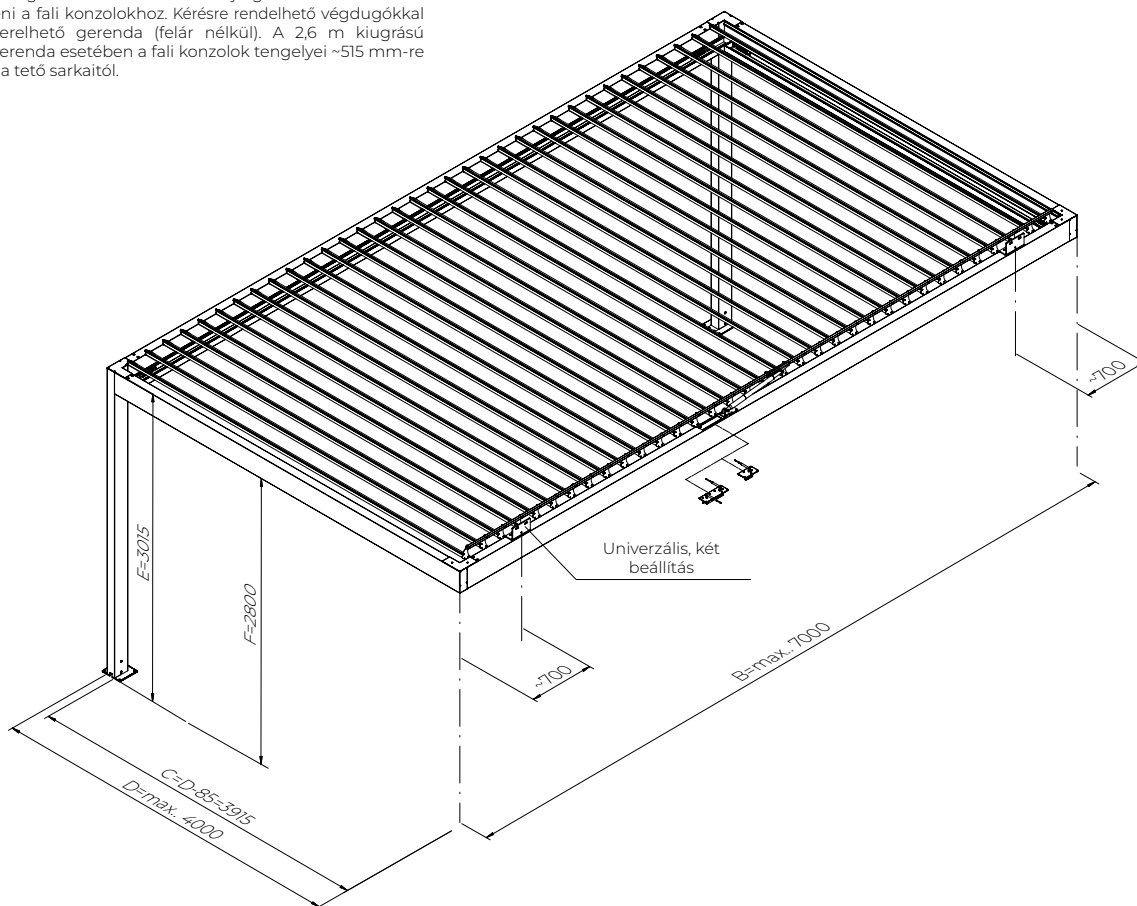 eni a fali konzolokhoz. Kérésre rendelhető végdugókkal
erelhető gerenda (felár nélkül). A 2,6 m kiugrású
erenda esetében a fali konzolok tengelyei ~515 mm-re
a tető sarkaitól.
~700
E=3015
F=2800
Univerzális, két
beállítás
~700
B=max.. 7000
C=D-85=3915
D=max.. 4000